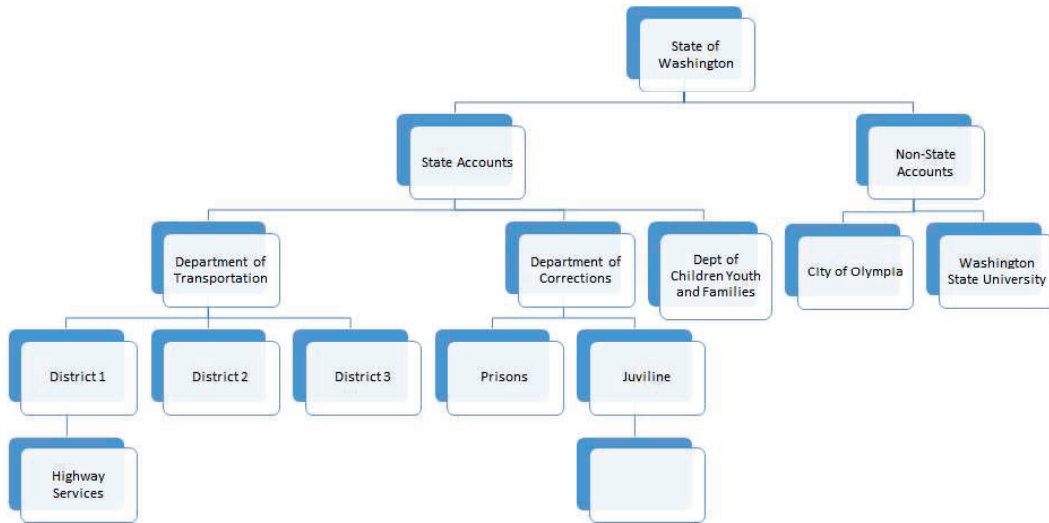 State of
Washington
State Accounts
Non-State
Accounts
Department of
Transportation
Department of
Corrections
Dept of
Children Youth
and Families
City of Olympia
Washington
State University
District 1
District 2
District 3
Prisons
Juviline
Highway
Services